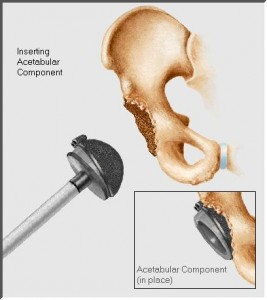 Inserting
Acetabular
Component
Acetabular Component
(in place)